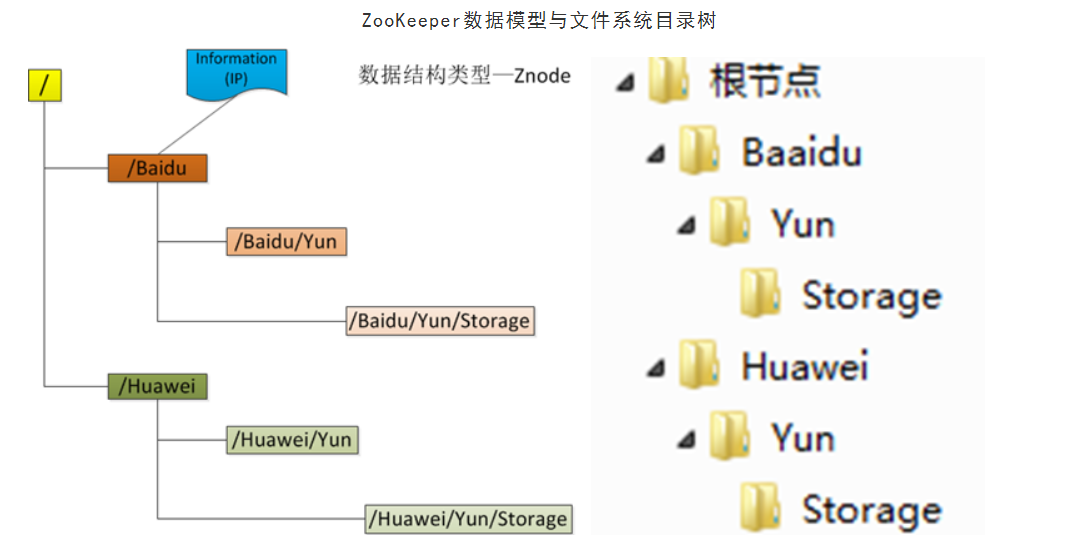 ZooKeeper数据模型与文件系统目录树
/
Information
(IP)
数据结构类型—Znode
/Baidu
/Baidu/Yun
/Baidu/Yun/Storage
/Huawei
/Huawei/Yun
/Huawei/Yun/Storage
根节点
Baaidu
Yun
Storage
Huawei
Yun
Storage